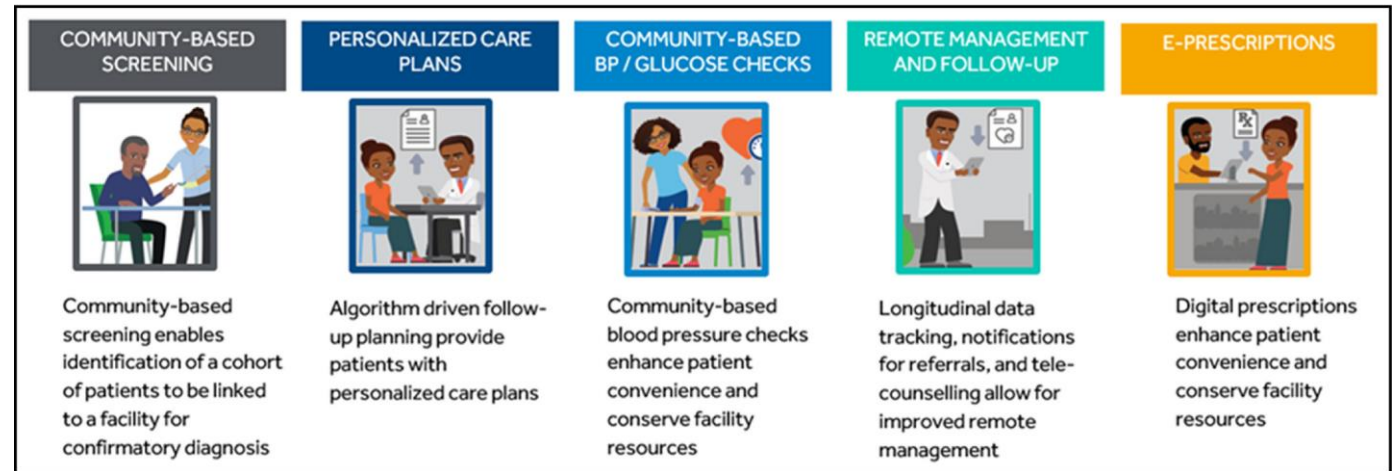 COMMUNITY-BASED
SCREENING
Community-based
screening enables
identification of a cohort
of patients to be linked
to a facility for
confirmatory diagnosis
PERSONALIZED CARE
PLANS
Algorithm driven follow-
up planning provide
patients with
personalized care plans
COMMUNITY-BASED
BP / GLUCOSE CHECKS
Community-based
blood pressure checks
enhance patient
convenience and
conserve facility
resources
REMOTE MANAGEMENT
AND FOLLOW-UP
Longitudinal data
tracking, notifications
for referrals, and tele-
counselling allow for
improved remote
management
E-PRESCRIPTIONS
Rx
Digital prescriptions
enhance patient
convenience and
conserve facility
resources